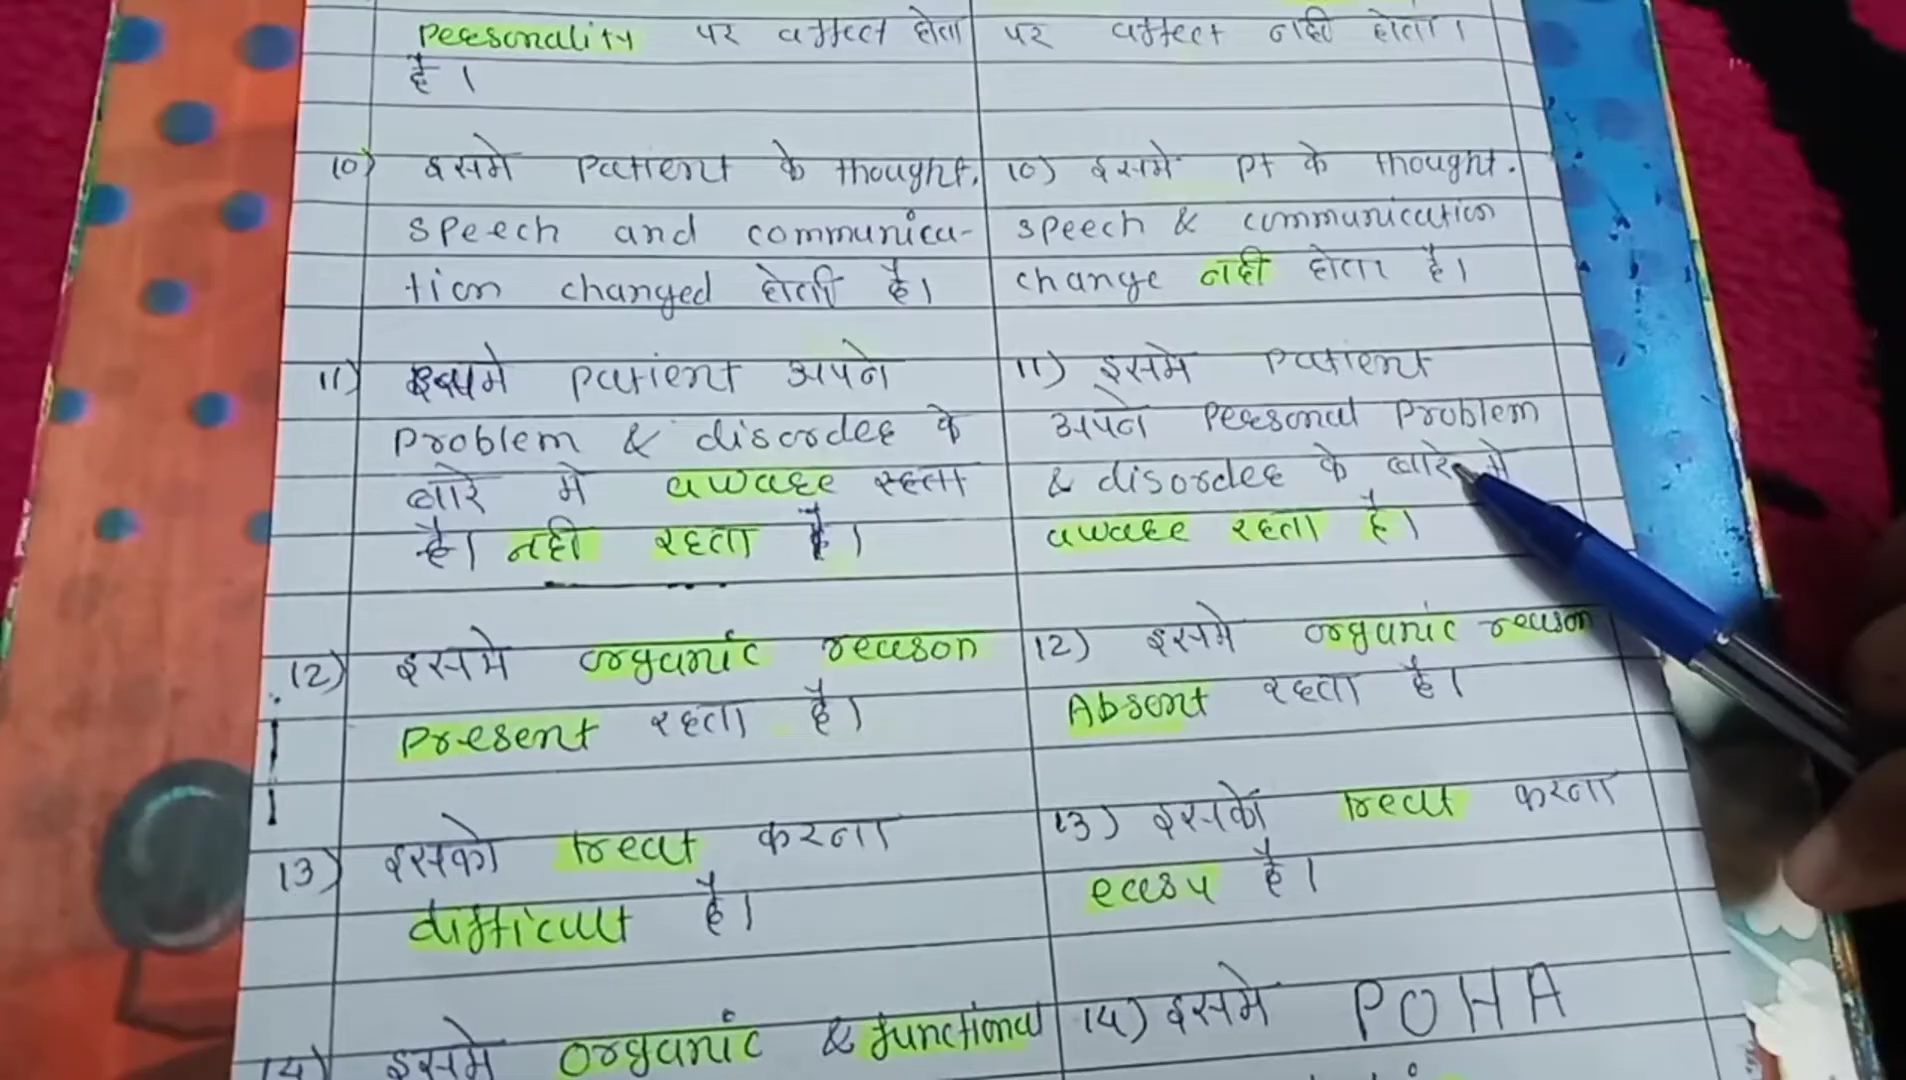 Personality पर affect होता
है।
10) इसमे patient के thought,
speech and communica-
tion changed होती है।
11) इसमे patient अपने
problem & disorder के
बारे मे aware रहता
है। नही रहता है।
12) इसमे organic reason
Present रहता है।
13) इसको treat करना
difficult है।
14) इसमे organic & functional
पर affect नही होता।
10) इसमे pt के thought.
speech & communication
change नही होता है।
11) इसमे patient
अपने Personal Problem
& disorder के बारे मे
aware रहता है।
12) इसमे organic reason
Absent रहता है।
13) इसको treat करना
easy है।
14) इसमे POHA